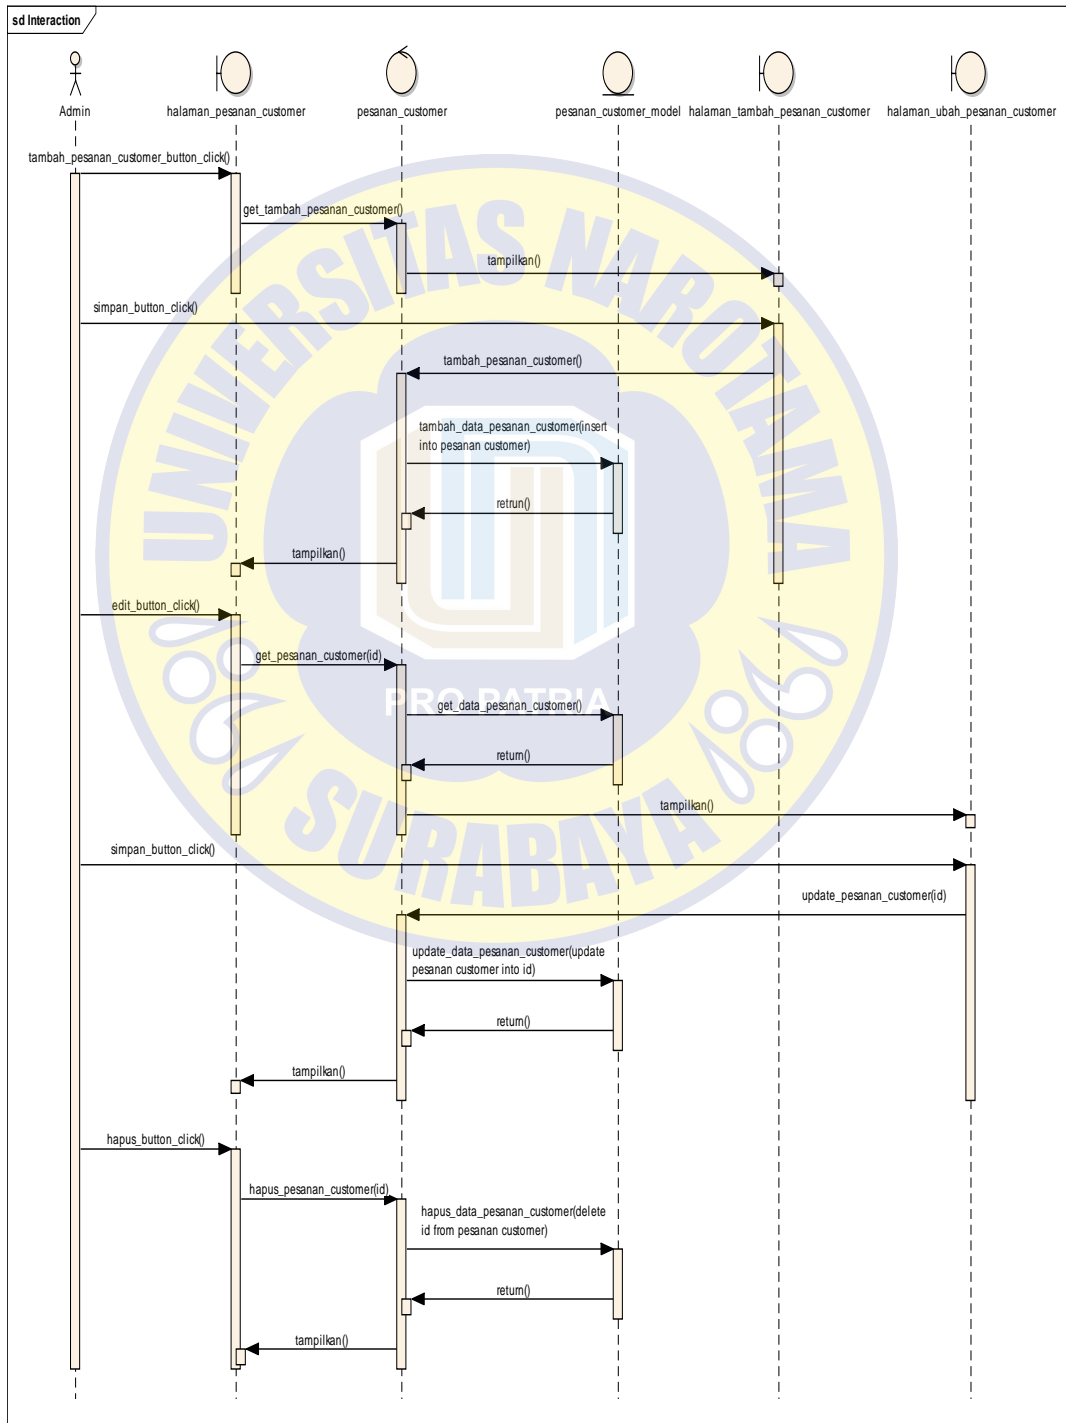 sd Interaction
Admin
halaman_pesanan_customer
pesanan_customer
pesanan_customer_model
halaman_tambah_pesanan_customer
halaman_ubah_pesanan_customer
tambah_pesanan_customer_button_click()
get_tambah_pesanan_customer()
tampilkan()
simpan_button_click()
tambah_pesanan_customer()
tambah_data_pesanan_customer(insert
into pesanan customer)
retrun()
tampilkan()
edit_button_click()
get_pesanan_customer(id)
get_data_pesanan_customer()
return()
tampilkan()
simpan_button_click()
update_pesanan_customer(id)
update_data_pesanan_customer(update
pesanan customer into id)
return()
tampilkan()
hapus_button_click()
hapus_pesanan_customer(id)
hapus_data_pesanan_customer(delete
id from pesanan customer)
return()
tampilkan()
UNIVERSITAS NAROTAMA
PRO PATRIA
SURABAYA